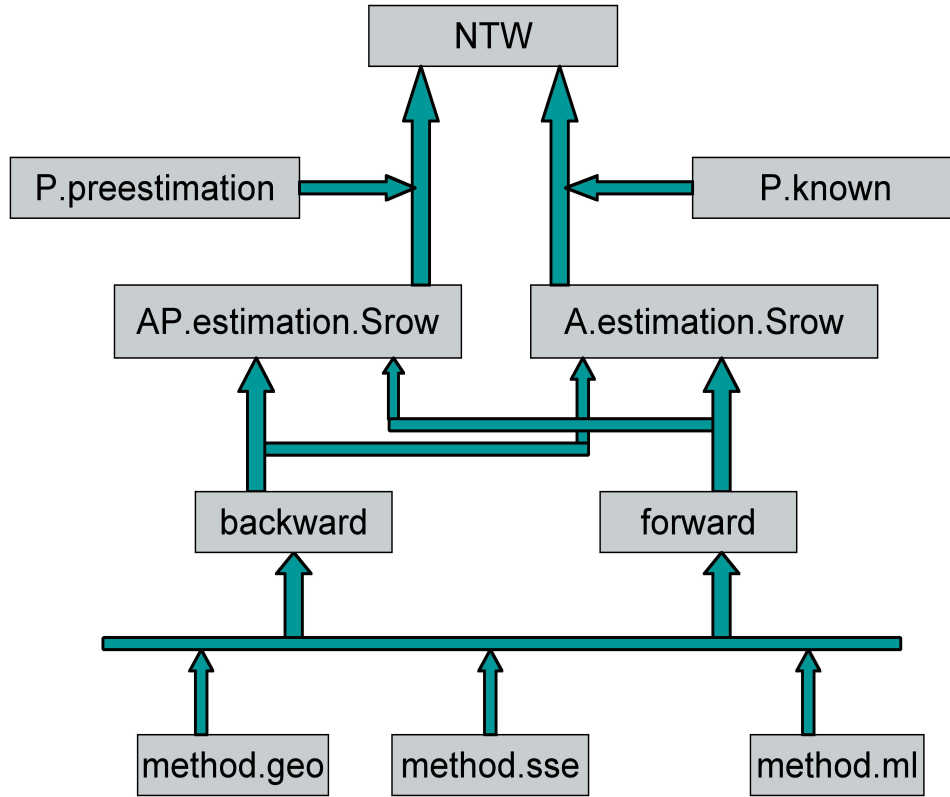 NTW
P.preestimation
P.known
AP.estimation.Srow
A.estimation.Srow
backward
forward
method.geo
method.sse
method.ml